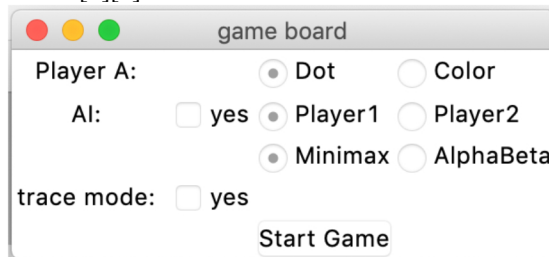 game board
Player A: Dot Color
AI: yes Player1 Player2
Minimax AlphaBeta
trace mode: yes
Start Game